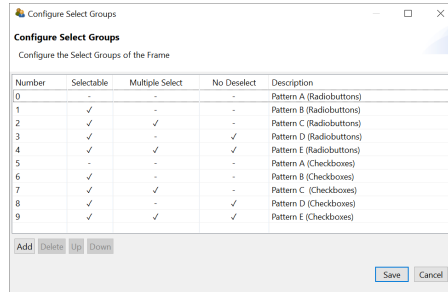 Configure Select Groups
Configure Select Groups
Configure the Select Groups of the Frame
Number Selectable Multiple Select No Deselect Description
0 - - - Pattern A (Radiobuttons)
1 ✓ - - Pattern B (Radiobuttons)
2 ✓ ✓ - Pattern C (Radiobuttons)
3 ✓ - ✓ Pattern D (Radiobuttons)
4 ✓ ✓ ✓ Pattern E (Radiobuttons)
5 - - - Pattern A (Checkboxes)
6 ✓ - - Pattern B (Checkboxes)
7 ✓ ✓ - Pattern C (Checkboxes)
8 ✓ - ✓ Pattern D (Checkboxes)
9 ✓ ✓ ✓ Pattern E (Checkboxes)
Add Delete Up Down
Save Cancel